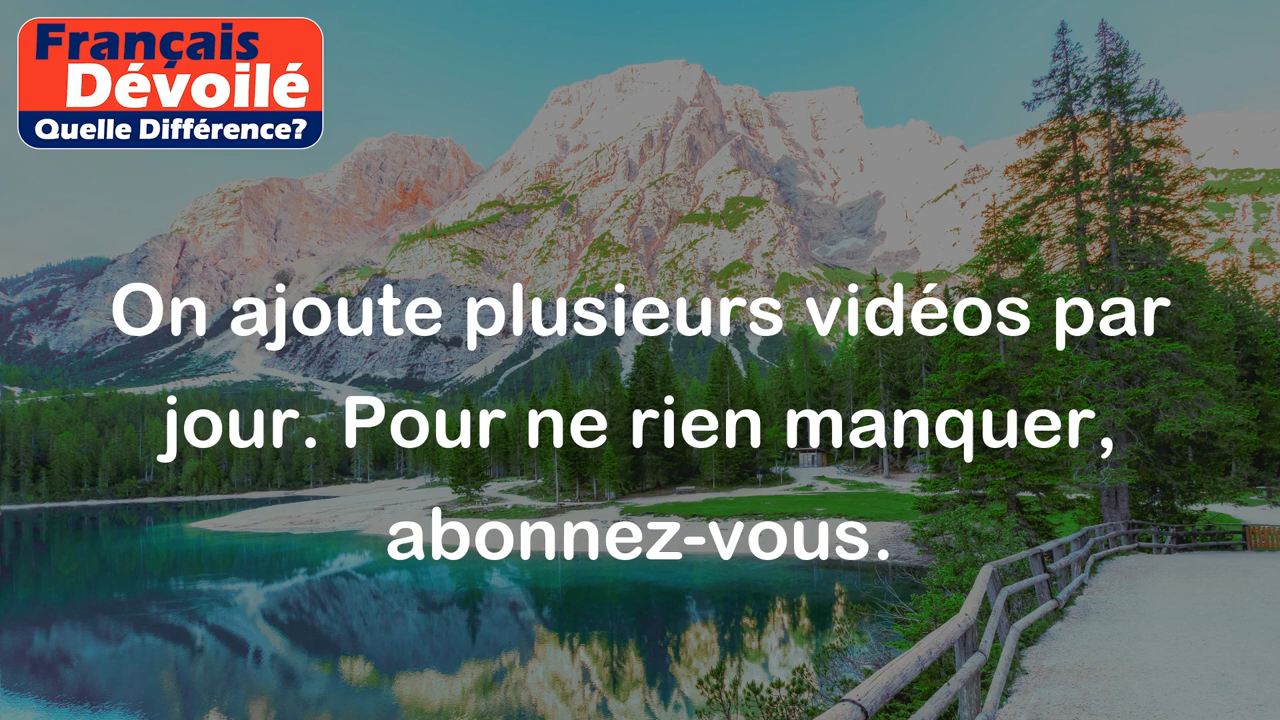 Français
Dévoilé
Quelle Différence?
On ajoute plusieurs vidéos par
jour. Pour ne rien manquer,
abonnez-vous.